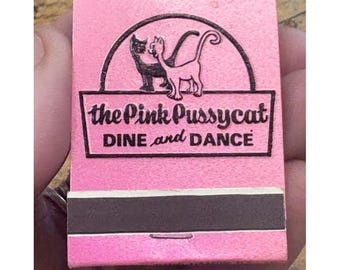 the Pink Pussycat
DINE and DANCE